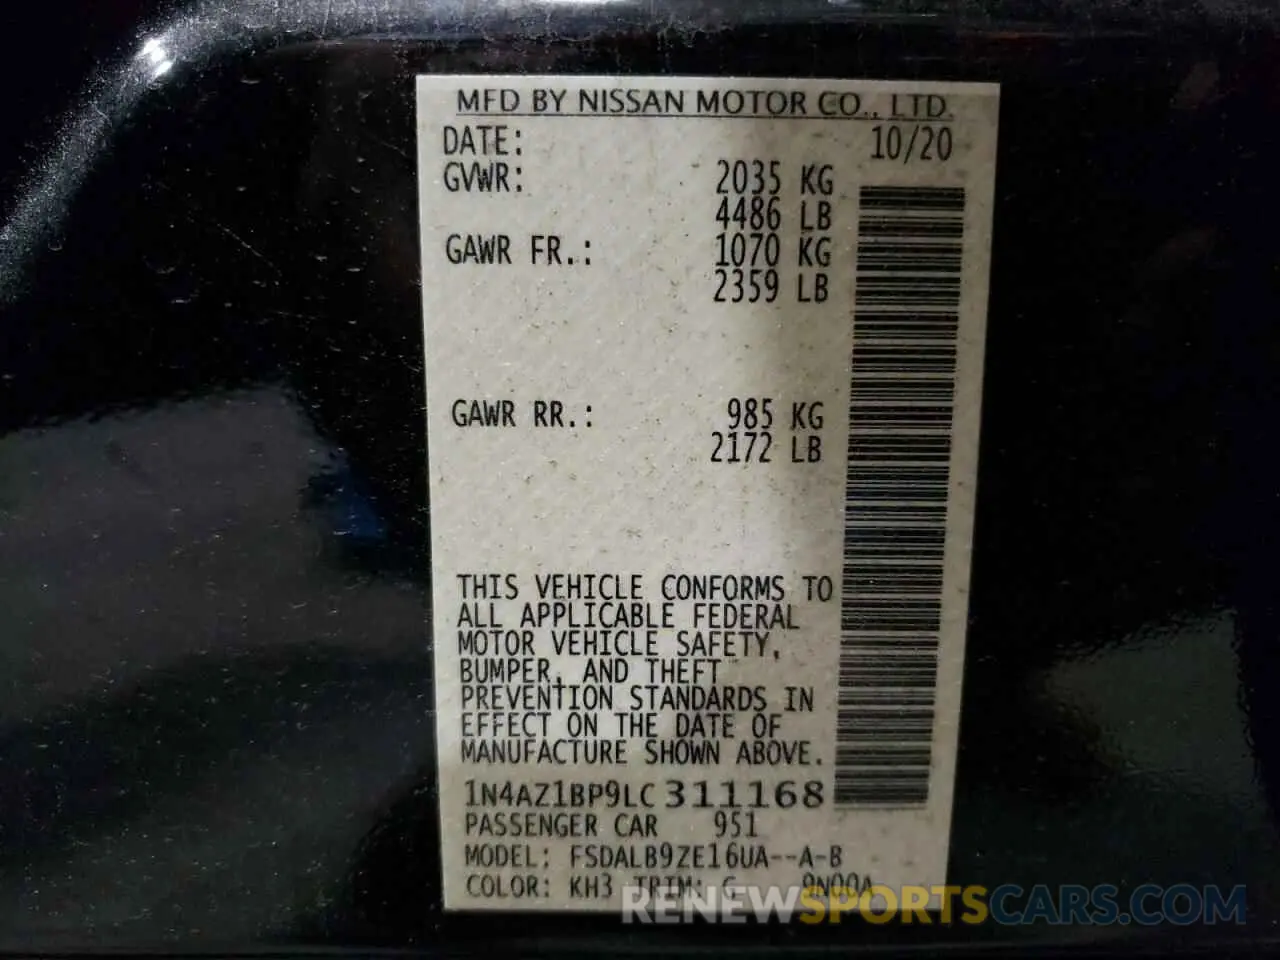 MFD BY NISSAN MOTOR CO., LTD.
DATE: 10/20
GVWR: 2035 KG
4486 LB
GAWR FR.: 1070 KG
2359 LB
GAWR RR.: 985 KG
2172 LB
THIS VEHICLE CONFORMS TO
ALL APPLICABLE FEDERAL
MOTOR VEHICLE SAFETY,
BUMPER, AND THEFT
PREVENTION STANDARDS IN
EFFECT ON THE DATE OF
MANUFACTURE SHOWN ABOVE.
1N4AZ1BP9LC311168
PASSENGER CAR 951
MODEL: FSDALB9ZE16UA--A-B
COLOR: KH3 TRIM: G 9N00A
RENEWSPORTSCARS.COM